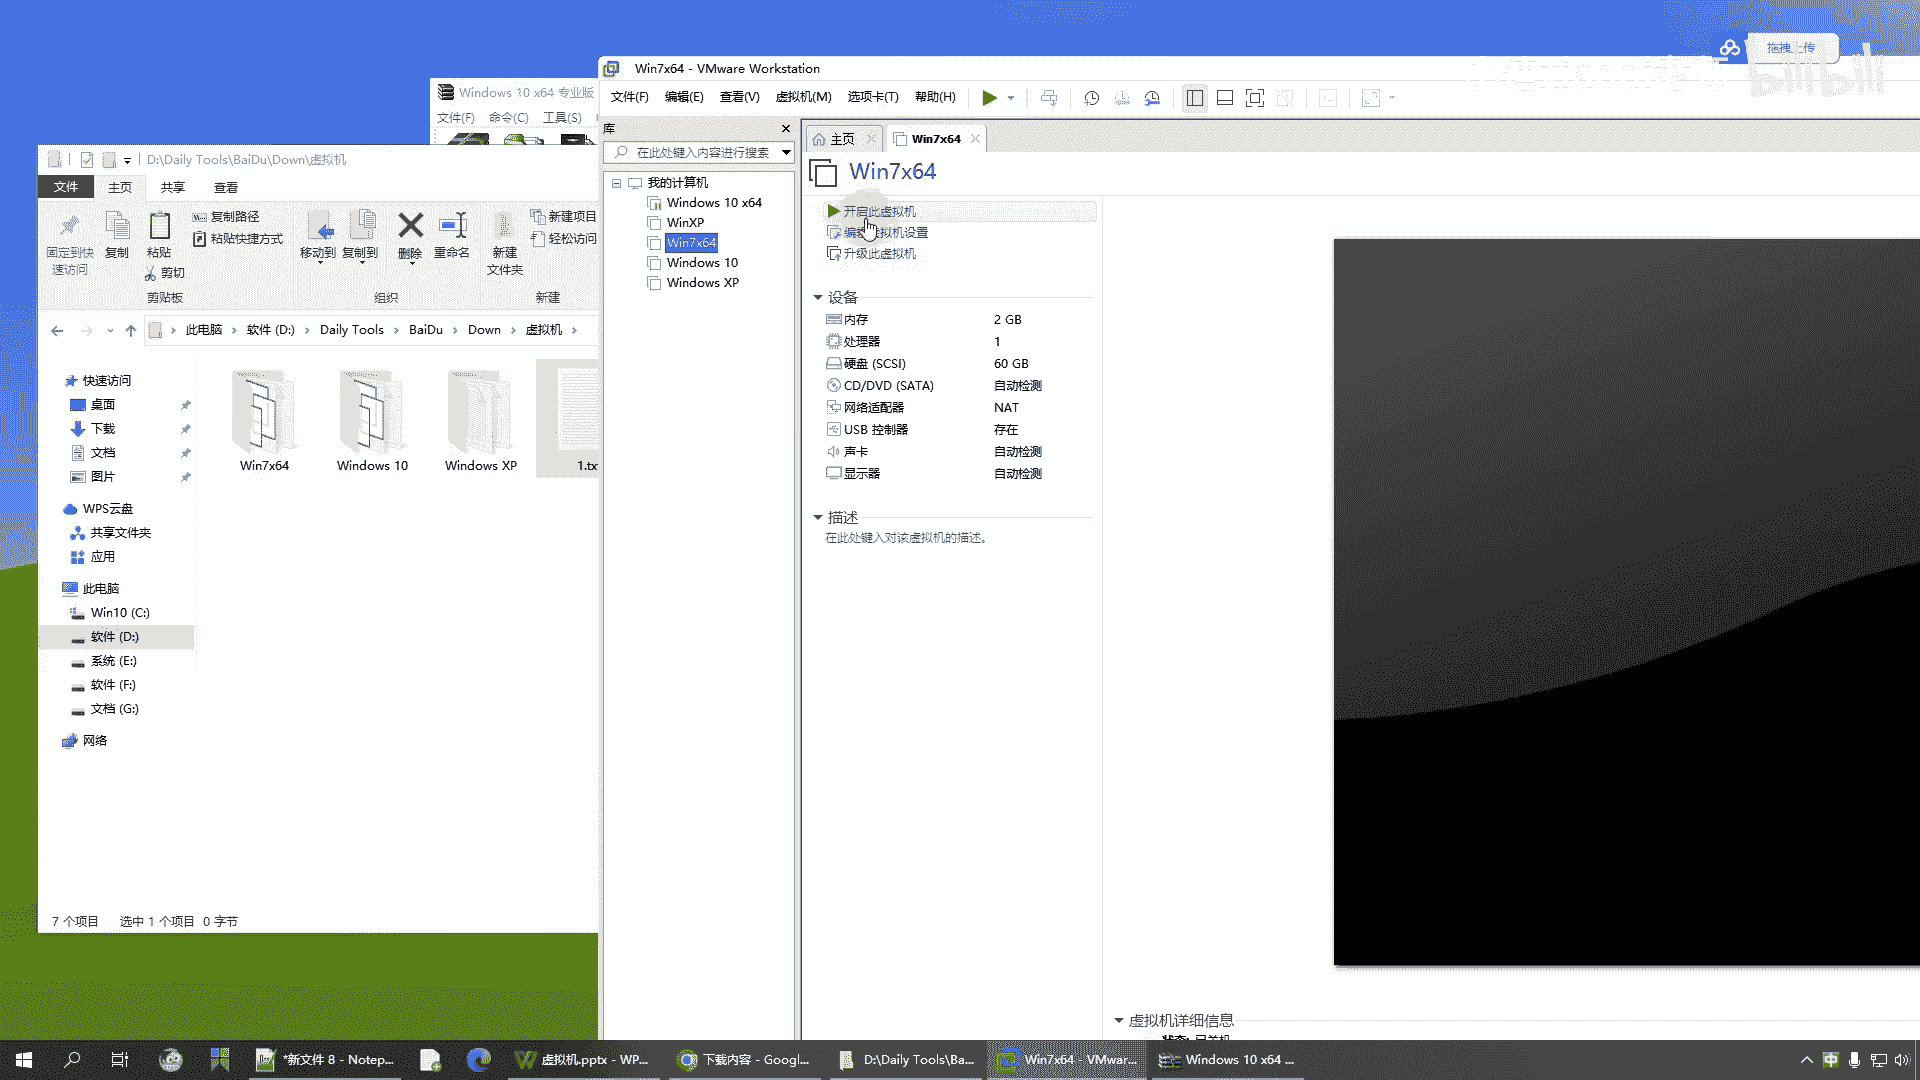 拖拽上传
bilibili
Win7x64 - VMware Workstation
Windows 10 x64 专业版
文件(F) 编辑(E) 查看(V) 虚拟机(M) 选项卡(T) 帮助(H)
文件(F) 命令(C) 工具(S)
库
在此处键入内容进行搜索
我的计算机
Windows 10 x64
WinXP
Win7x64
Windows 10
Windows XP
主页
Win7x64
Win7x64
开启此虚拟机
编辑虚拟机设置
升级此虚拟机
设备
内存 2 GB
处理器 1
硬盘 (SCSI) 60 GB
CD/DVD (SATA) 自动检测
网络适配器 NAT
USB 控制器 存在
声卡 自动检测
显示器 自动检测
描述
在此处键入对该虚拟机的描述。
虚拟机详细信息
D:\Daily Tools\BaiDu\Down\虚拟机
文件 主页 共享 查看
固定到快速访问
复制
粘贴
复制路径
粘贴快捷方式
剪切
剪贴板
移动到
复制到
删除
重命名
组织
新建文件夹
新建项目
轻松访问
新建
此电脑 软件 (D:) Daily Tools BaiDu Down 虚拟机
快速访问
桌面
下载
文档
图片
WPS云盘
共享文件夹
应用
此电脑
Win10 (C:)
软件 (D:)
系统 (E:)
软件 (F:)
文档 (G:)
网络
Win7x64
Windows 10
Windows XP
1.tx
7 个项目 选中 1 个项目 0 字节
*新文件 8 - Notep...
虚拟机.pptx - WP...
下载内容 - Googl...
D:\Daily Tools\Ba...
Win7x64 - VMwar...
Windows 10 x64 ...
中